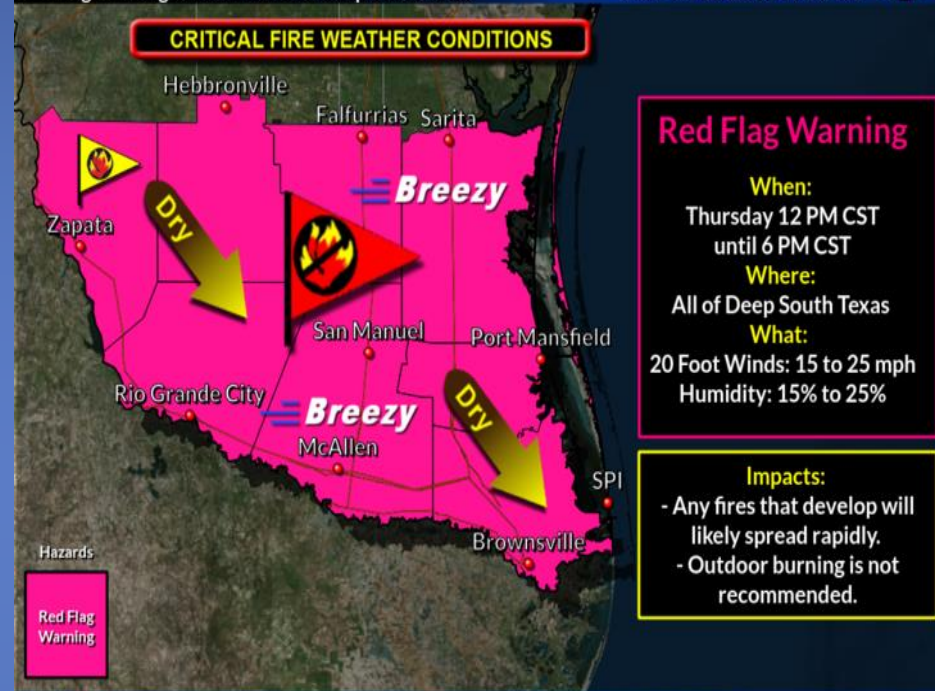 CRITICAL FIRE WEATHER CONDITIONS
Hebbronville
Falfurrias
Sarita
Breezy
Dry
Zapata
San Manuel
Port Mansfield
Rio Grande City
Breezy
Dry
McAllen
SPI
Brownsville
Hazards
Red Flag
Warning
Red Flag Warning
When:
Thursday 12 PM CST
until 6 PM CST
Where:
All of Deep South Texas
What:
20 Foot Winds: 15 to 25 mph
Humidity: 15% to 25%
Impacts:
- Any fires that develop will
likely spread rapidly.
- Outdoor burning is not
recommended.